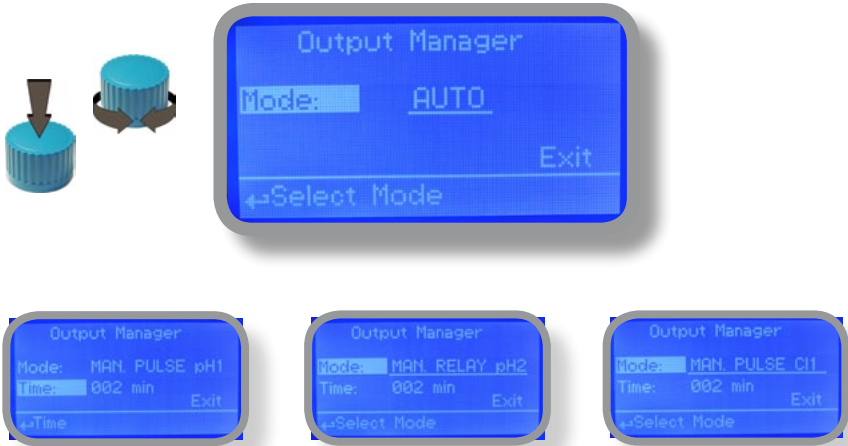 Output Manager
Mode: AUTO
Exit
↵Select Mode
Output Manager
Mode: MAN. PULSE pH1
Time: 002 min
Exit
↵Time
Output Manager
Mode: MAN. RELAY pH2
Time: 002 min
Exit
↵Select Mode
Output Manager
Mode: MAN. PULSE Cl1
Time: 002 min
Exit
↵Select Mode